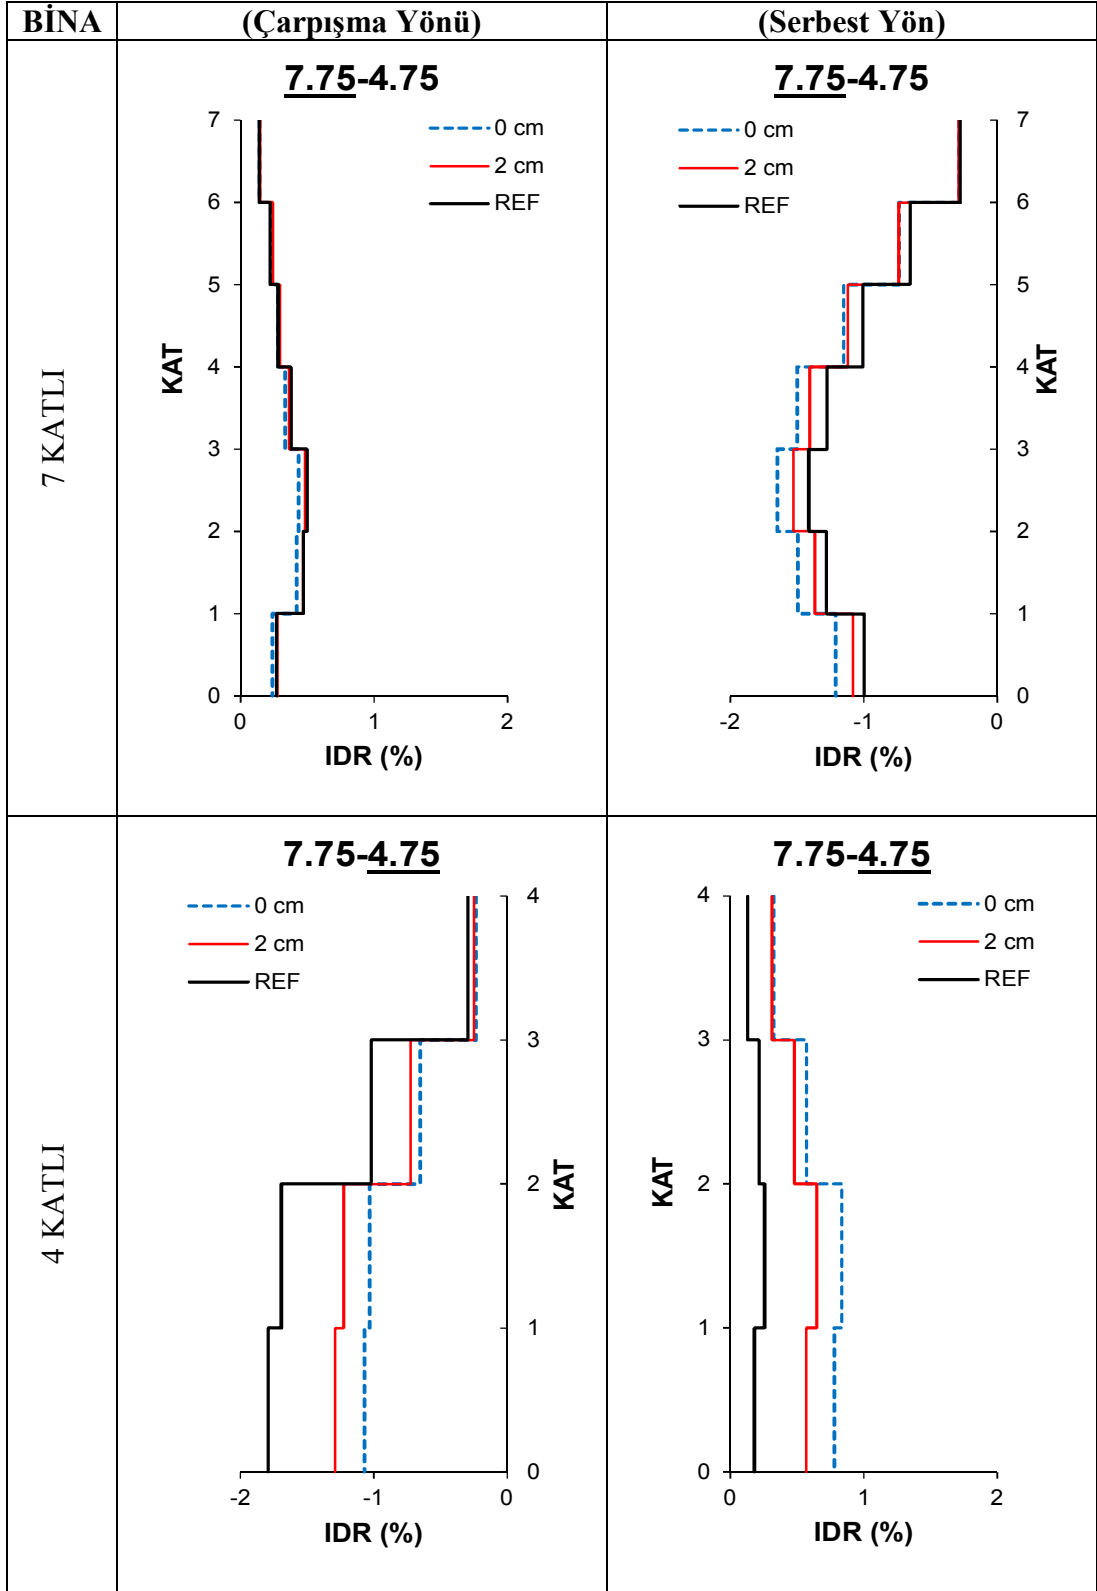 BİNA
(Çarpışma Yönü)
(Serbest Yön)
7 KATLI
7.75-4.75
0 cm
2 cm
REF
7
6
5
4
3
2
1
0
KAT
0
1
2
IDR (%)
7.75-4.75
0 cm
2 cm
REF
7
6
5
4
3
2
1
0
KAT
-2
-1
0
IDR (%)
4 KATLI
7.75-4.75
0 cm
2 cm
REF
4
3
2
1
0
KAT
-2
-1
0
IDR (%)
7.75-4.75
0 cm
2 cm
REF
4
3
2
1
0
KAT
0
1
2
IDR (%)